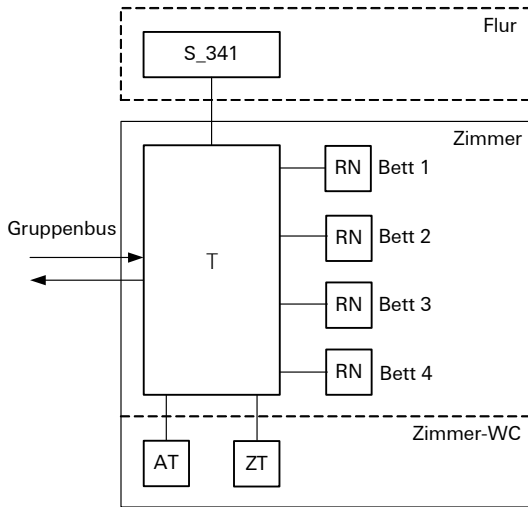 Flur
S_341
Zimmer
RN Bett 1
Gruppenbus
RN Bett 2
T
RN Bett 3
RN Bett 4
Zimmer-WC
AT
ZT